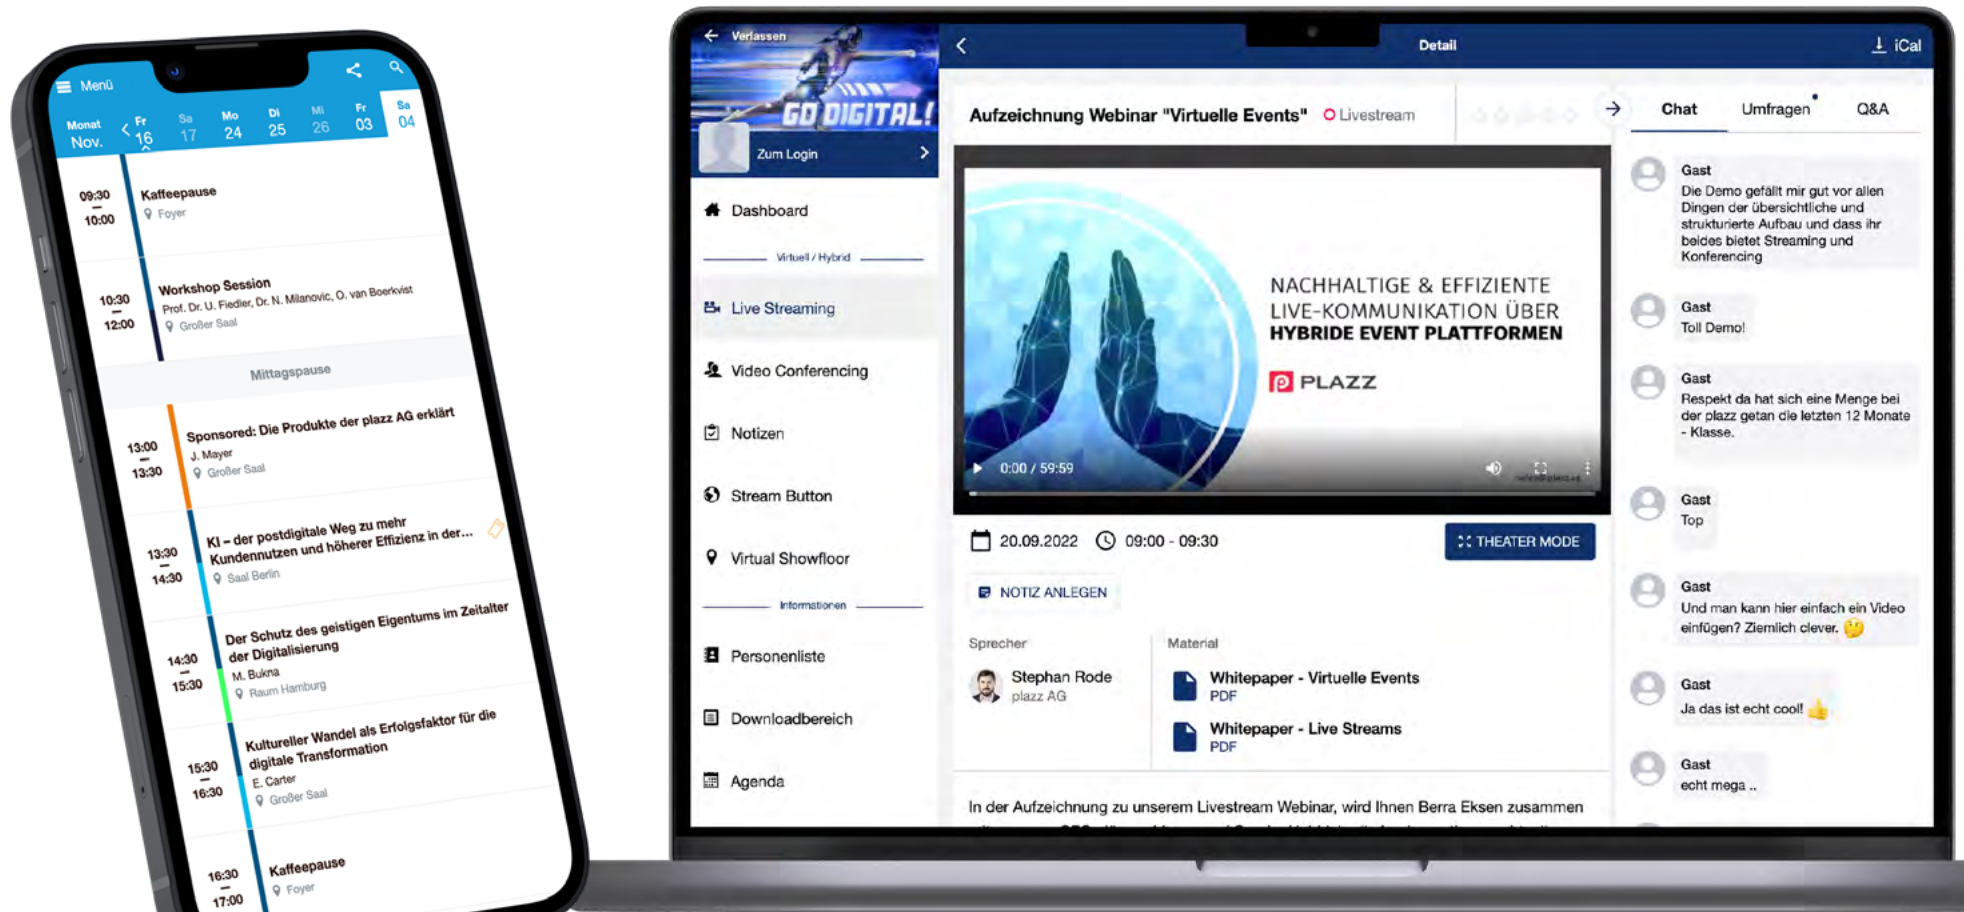 Menü
Monat
Nov.
Fr
16
Sa
17
Mo
24
Di
25
Mi
26
Fr
03
Sa
04
09:30
10:00
Kaffeepause
Foyer
10:30
12:00
Workshop Session
Prof. Dr. U. Fiedler, Dr. N. Milanovic, O. van Boerkvist
Großer Saal
Mittagspause
13:00
13:30
Sponsored: Die Produkte der plazz AG erklärt
J. Mayer
Großer Saal
13:30
14:30
KI – der postdigitale Weg zu mehr
Kundennutzen und höherer Effizienz in der...
Saal Berlin
14:30
15:30
Der Schutz des geistigen Eigentums im Zeitalter
der Digitalisierung
M. Bukna
Raum Hamburg
15:30
16:30
Kultureller Wandel als Erfolgsfaktor für die
digitale Transformation
E. Carter
Großer Saal
16:30
17:00
Kaffeepause
Foyer
Verlassen
GO DIGITAL!
Zum Login
Dashboard
Virtuell / Hybrid
Live Streaming
Video Conferencing
Notizen
Stream Button
Virtual Showfloor
Informationen
Personenliste
Downloadbereich
Agenda
Detail
iCal
Aufzeichnung Webinar "Virtuelle Events"
Livestream
NACHHALTIGE & EFFIZIENTE
LIVE-KOMMUNIKATION ÜBER
HYBRIDE EVENT PLATTFORMEN
PLAZZ
0:00 / 59:59
20.09.2022
09:00 - 09:30
THEATER MODE
NOTIZ ANLEGEN
Sprecher
Stephan Rode
plazz AG
Material
Whitepaper - Virtuelle Events
PDF
Whitepaper - Live Streams
PDF
In der Aufzeichnung zu unserem Livestream Webinar, wird Ihnen Berra Eksen zusammen
Chat
Umfragen
Q&A
Gast
Die Demo gefällt mir gut vor allen
Dingen der übersichtliche und
strukturierte Aufbau und dass ihr
beides bietet Streaming und
Konferencing
Gast
Toll Demo!
Gast
Respekt da hat sich eine Menge bei
der plazz getan die letzten 12 Monate
- Klasse.
Gast
Top
Gast
Und man kann hier einfach ein Video
einfügen? Ziemlich clever. 🤔
Gast
Ja das ist echt cool! 👍
Gast
echt mega ..